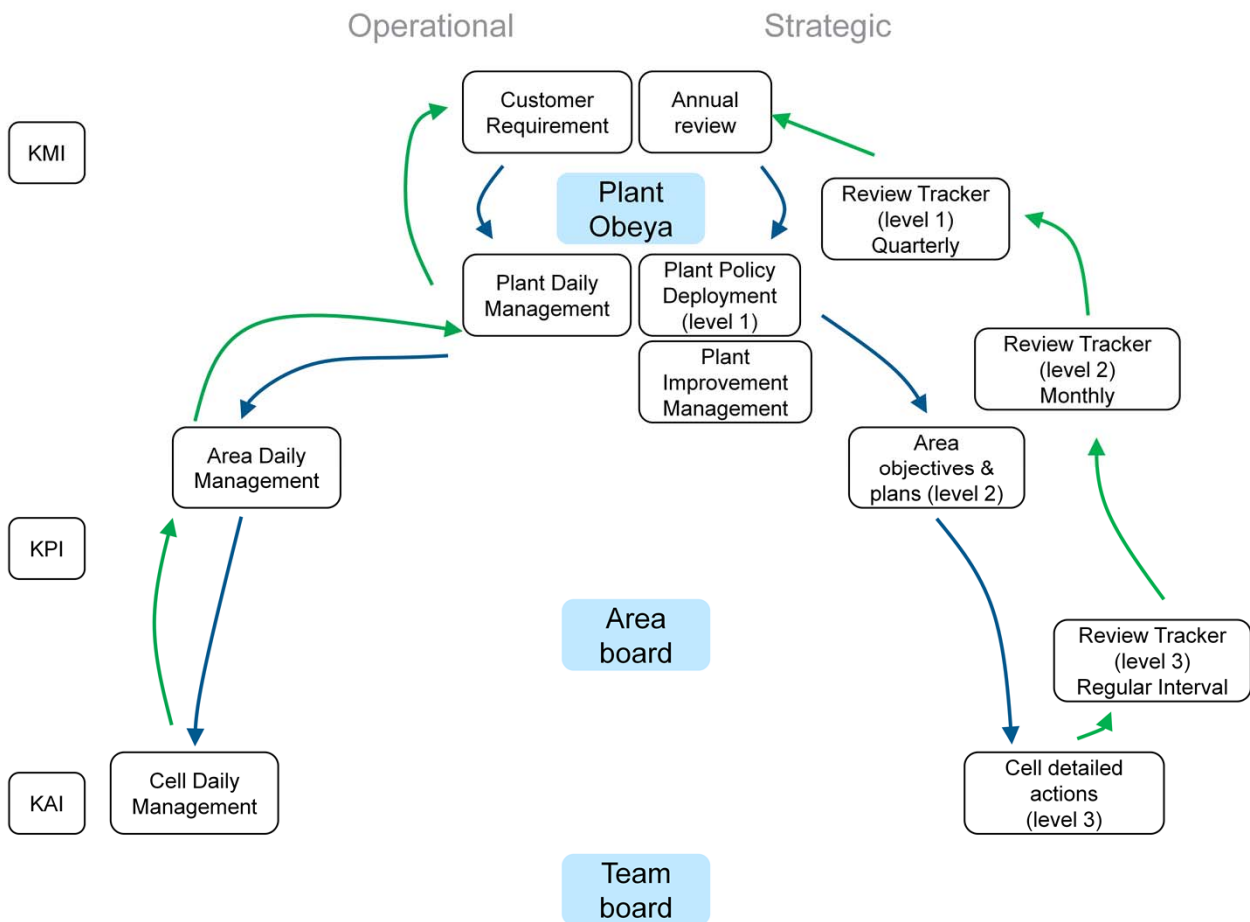 Operational
Strategic
Customer
Requirement
Annual
review
KMI
Plant
Obeya
Review Tracker
(level 1)
Quarterly
Plant Daily
Management
Plant Policy
Deployment
(level 1)
Plant
Improvement
Management
Review Tracker
(level 2)
Monthly
Area Daily
Management
Area
objectives &
plans (level 2)
KPI
Area
board
Review Tracker
(level 3)
Regular Interval
KAI
Cell Daily
Management
Cell detailed
actions
(level 3)
Team
board